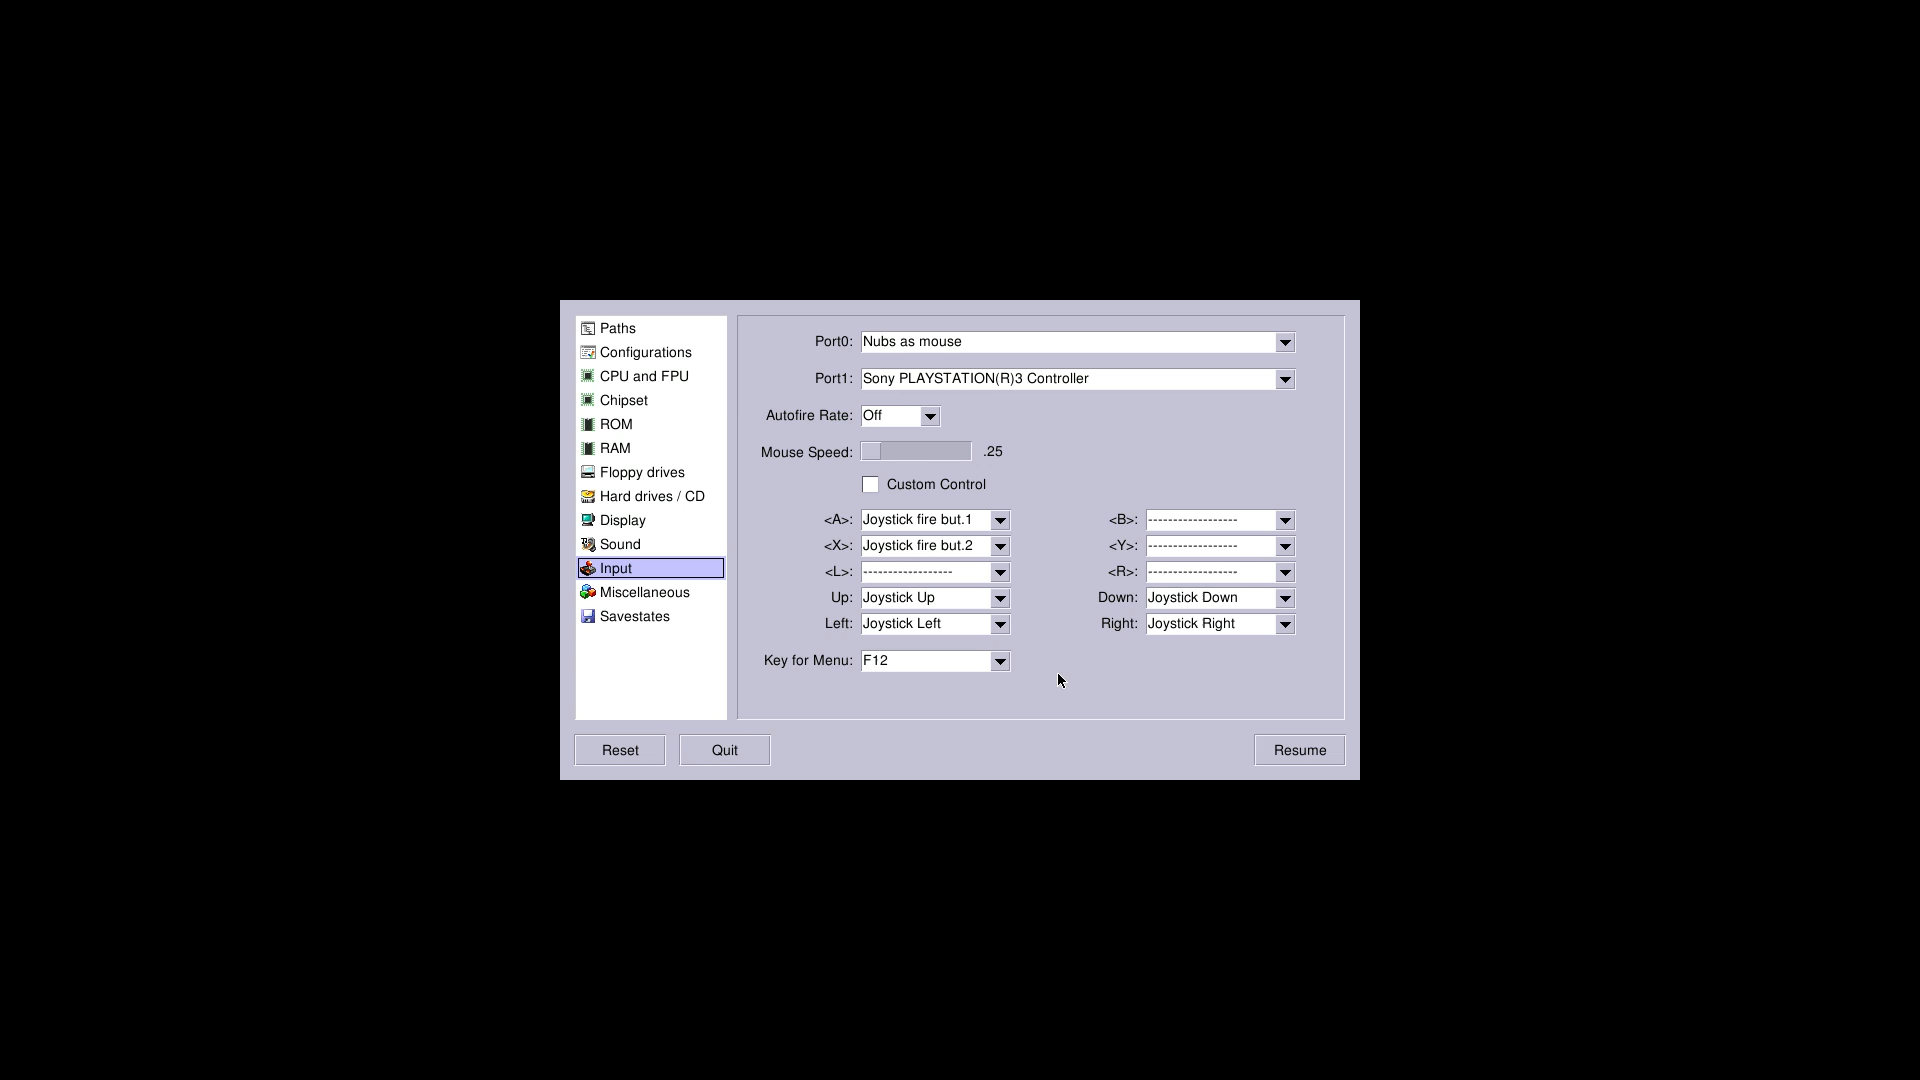 Paths
Configurations
CPU and FPU
Chipset
ROM
RAM
Floppy drives
Hard drives / CD
Display
Sound
Input
Miscellaneous
Savestates
Port0: Nubs as mouse
Port1: Sony PLAYSTATION(R)3 Controller
Autofire Rate: Off
Mouse Speed: .25
Custom Control
<A>: Joystick fire but.1 <B>: ------------------
<X>: Joystick fire but.2 <Y>: ------------------
<L>: ------------------ <R>: ------------------
Up: Joystick Up Down: Joystick Down
Left: Joystick Left Right: Joystick Right
Key for Menu: F12
Reset Quit Resume